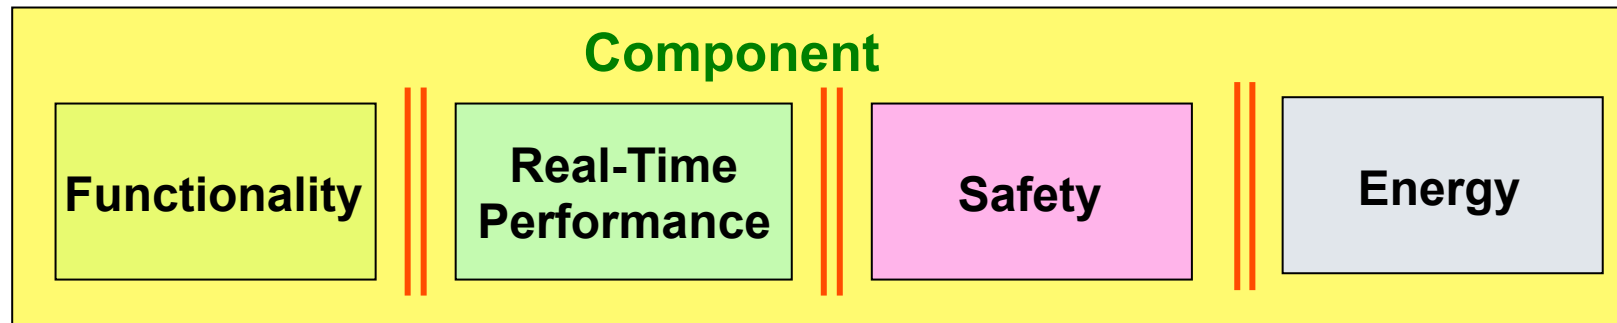 Component
Functionality
Real-Time
Performance
Safety
Energy